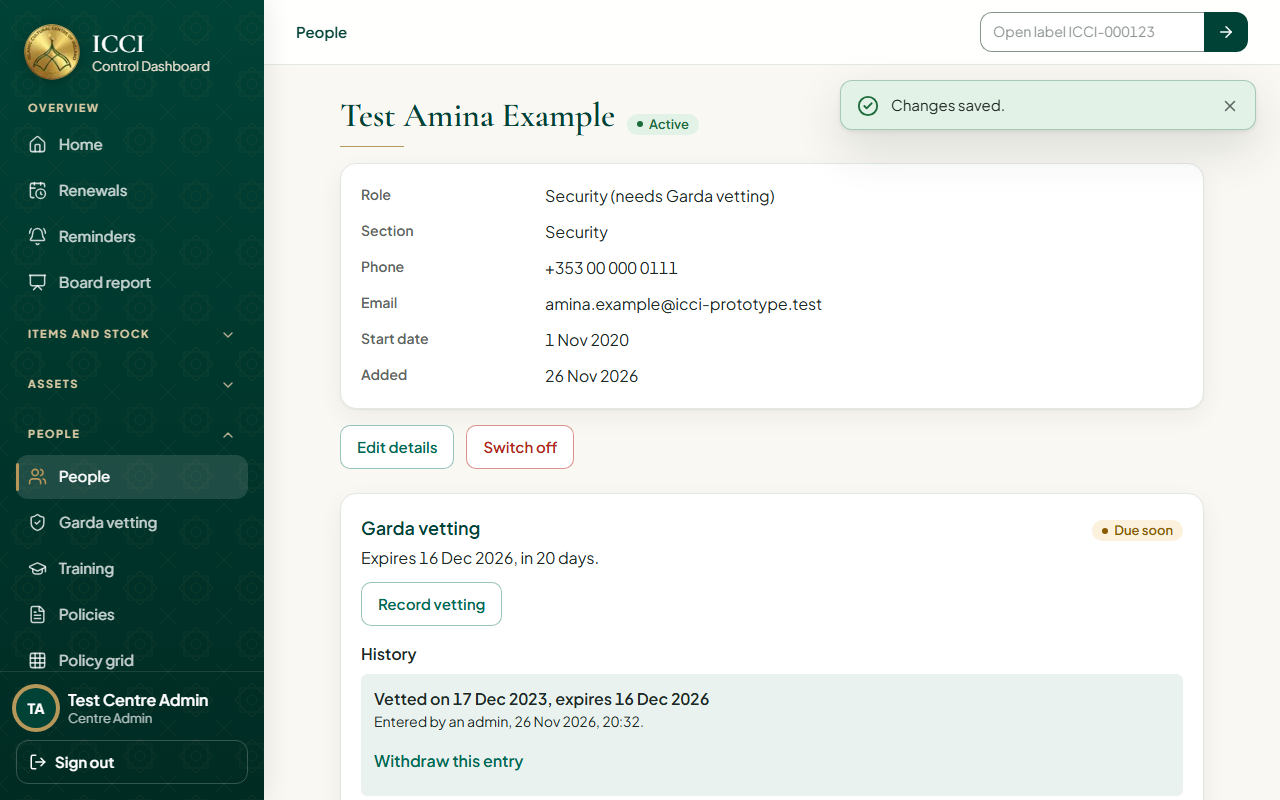 ICCI
Control Dashboard
OVERVIEW
Home
Renewals
Reminders
Board report
ITEMS AND STOCK
ASSETS
PEOPLE
People
Garda vetting
Training
Policies
Policy grid
TA
Test Centre Admin
Centre Admin
Sign out
People
Open label ICCI-000123
Changes saved.
Test Amina Example
Active
Role
Security (needs Garda vetting)
Section
Security
Phone
+353 00 000 0111
Email
amina.example@icci-prototype.test
Start date
1 Nov 2020
Added
26 Nov 2026
Edit details
Switch off
Garda vetting
Due soon
Expires 16 Dec 2026, in 20 days.
Record vetting
History
Vetted on 17 Dec 2023, expires 16 Dec 2026
Entered by an admin, 26 Nov 2026, 20:32.
Withdraw this entry